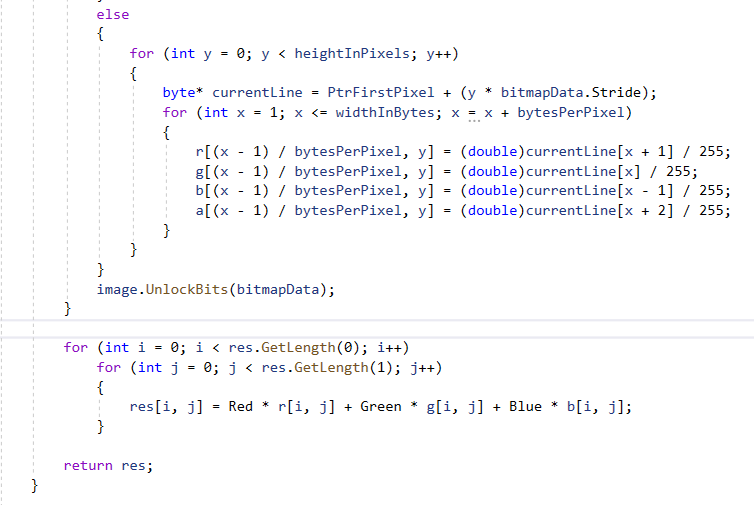 else
{
for (int y = 0; y < heightInPixels; y++)
{
byte* currentLine = PtrFirstPixel + (y * bitmapData.Stride);
for (int x = 1; x <= widthInBytes; x = x + bytesPerPixel)
{
r[(x - 1) / bytesPerPixel, y] = (double)currentLine[x + 1] / 255;
g[(x - 1) / bytesPerPixel, y] = (double)currentLine[x] / 255;
b[(x - 1) / bytesPerPixel, y] = (double)currentLine[x - 1] / 255;
a[(x - 1) / bytesPerPixel, y] = (double)currentLine[x + 2] / 255;
}
}
}
image.UnlockBits(bitmapData);
}
for (int i = 0; i < res.GetLength(0); i++)
for (int j = 0; j < res.GetLength(1); j++)
{
res[i, j] = Red * r[i, j] + Green * g[i, j] + Blue * b[i, j];
}
return res;
}